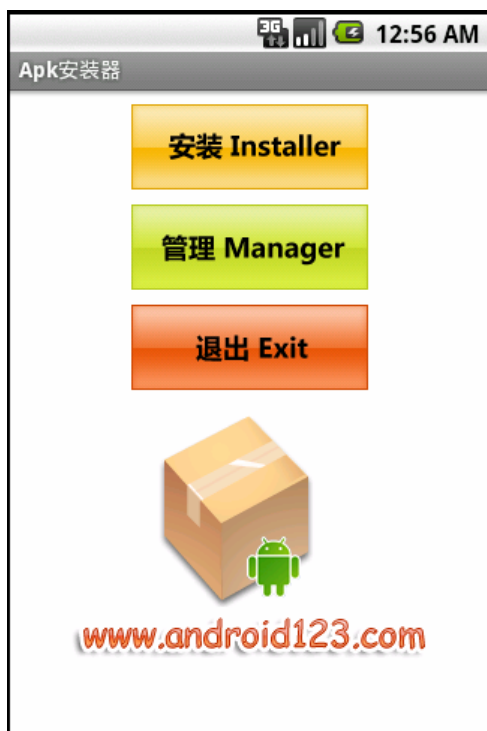 3G 12:56 AM
Apk安装器
安装 Installer
管理 Manager
退出 Exit
www.android123.com